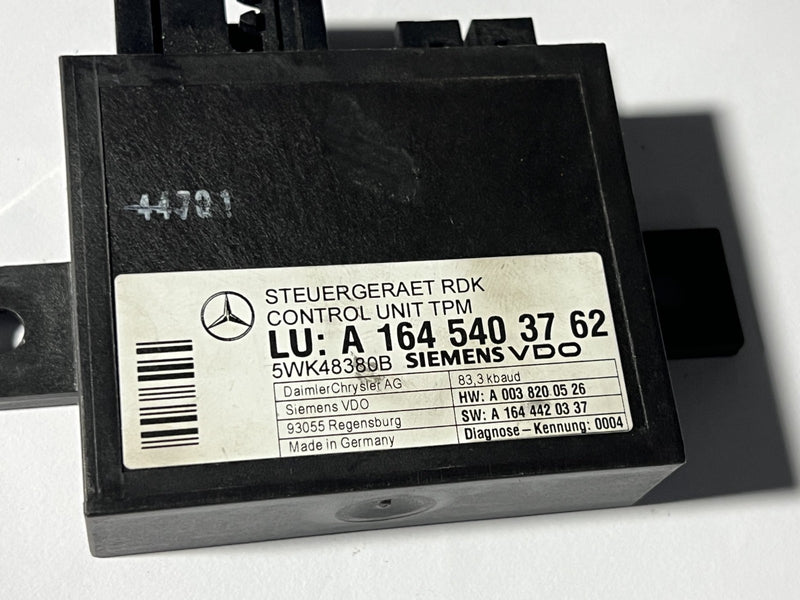 44701
STEUERGERAET RDK
CONTROL UNIT TPM
LU: A 164 540 37 62
5WK48380B SIEMENS VDO
DaimlerChrysler AG
Siemens VDO
93055 Regensburg
Made in Germany
83,3 kbaud
HW: A 003 820 05 26
SW: A 164 442 03 37
Diagnose-Kennung: 0004